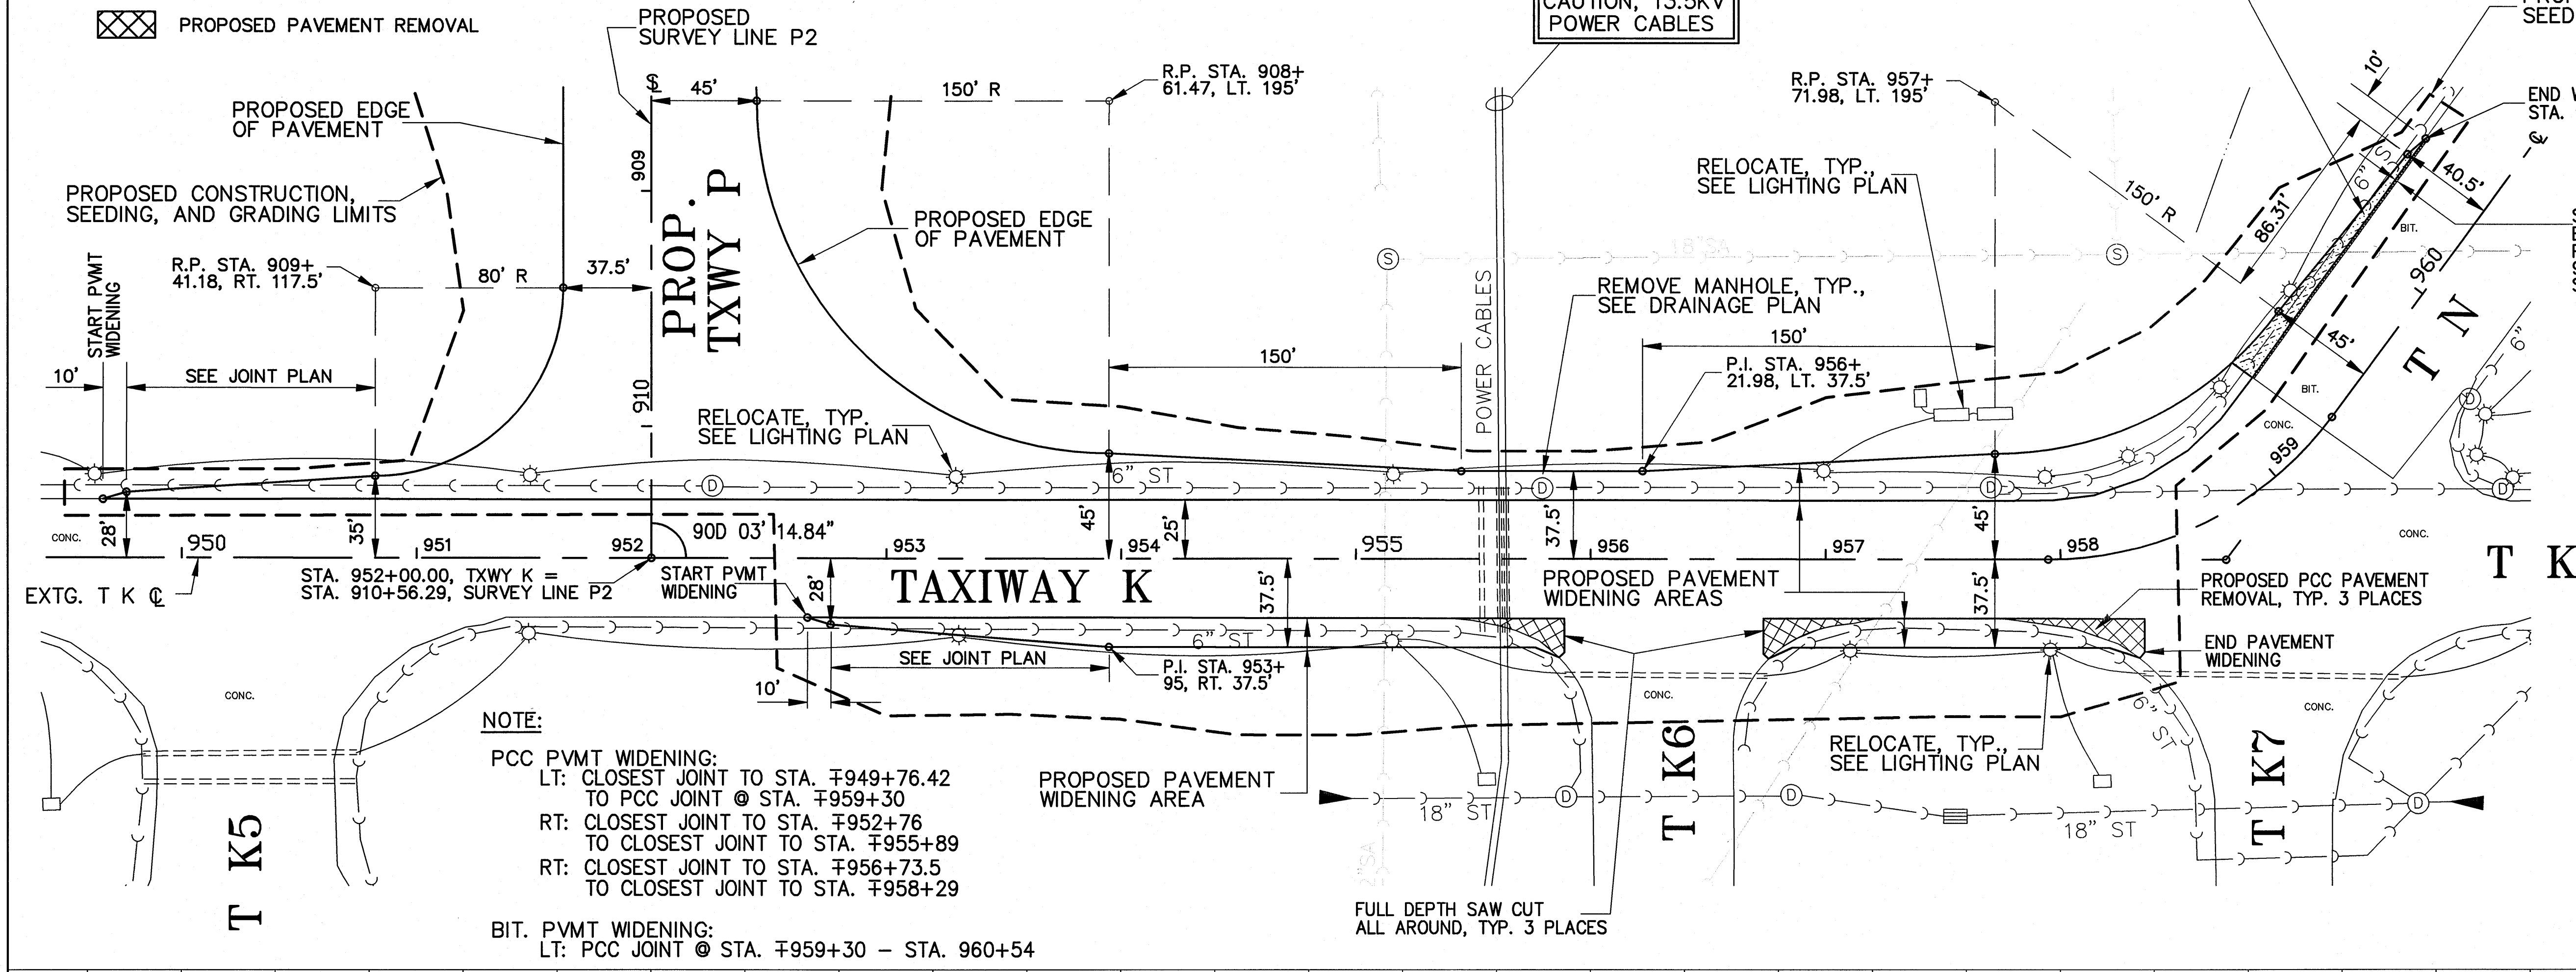 PROPOSED PAVEMENT REMOVAL
PROPOSED
SURVEY LINE P2
CAUTION, 13.5KV
POWER CABLES
SEED
PROPOSED EDGE
OF PAVEMENT
45'
150' R
R.P. STA. 908+
61.47, LT. 195'
R.P. STA. 957+
71.98, LT. 195'
10'
END
STA.
PROPOSED CONSTRUCTION,
SEEDING, AND GRADING LIMITS
909
PROP.
TXWY P
PROPOSED EDGE
OF PAVEMENT
RELOCATE, TYP.,
SEE LIGHTING PLAN
150' R
86.31'
6" S
40.5'
BIT.
START PVMT
WIDENING
R.P. STA. 909+
41.18, RT. 117.5'
80' R
37.5'
S
18"SA
S
POWER CABLES
REMOVE MANHOLE, TYP.,
SEE DRAINAGE PLAN
960
T N
10'
SEE JOINT PLAN
910
150'
150'
P.I. STA. 956+
21.98, LT. 37.5'
45'
BIT.
6"
RELOCATE, TYP.
SEE LIGHTING PLAN
CONC.
959
D
D
6" ST
D
D
D
CONC.
28'
950
35'
951
952
90D 03' 14.84"
953
45'
954
25'
955
37.5'
956
957
45'
958
CONC.
T K
EXTG. T K ℄
STA. 952+00.00, TXWY K =
STA. 910+56.29, SURVEY LINE P2
START PVMT
WIDENING
28'
TAXIWAY K
37.5'
PROPOSED PAVEMENT
WIDENING AREAS
37.5'
PROPOSED PCC PAVEMENT
REMOVAL, TYP. 3 PLACES
6" ST
SEE JOINT PLAN
10'
P.I. STA. 953+
95, RT. 37.5'
END PAVEMENT
WIDENING
CONC.
CONC.
CONC.
6" ST
NOTE:
PCC PVMT WIDENING:
LT: CLOSEST JOINT TO STA. ∓949+76.42
TO PCC JOINT @ STA. ∓959+30
RT: CLOSEST JOINT TO STA. ∓952+76
TO CLOSEST JOINT TO STA. ∓955+89
RT: CLOSEST JOINT TO STA. ∓956+73.5
TO CLOSEST JOINT TO STA. ∓958+29
BIT. PVMT WIDENING:
LT: PCC JOINT @ STA. ∓959+30 - STA. 960+54
PROPOSED PAVEMENT
WIDENING AREA
T K5
T K6
T K7
RELOCATE, TYP.,
SEE LIGHTING PLAN
18" ST
D
D
18" ST
D
FULL DEPTH SAW CUT
ALL AROUND, TYP. 3 PLACES